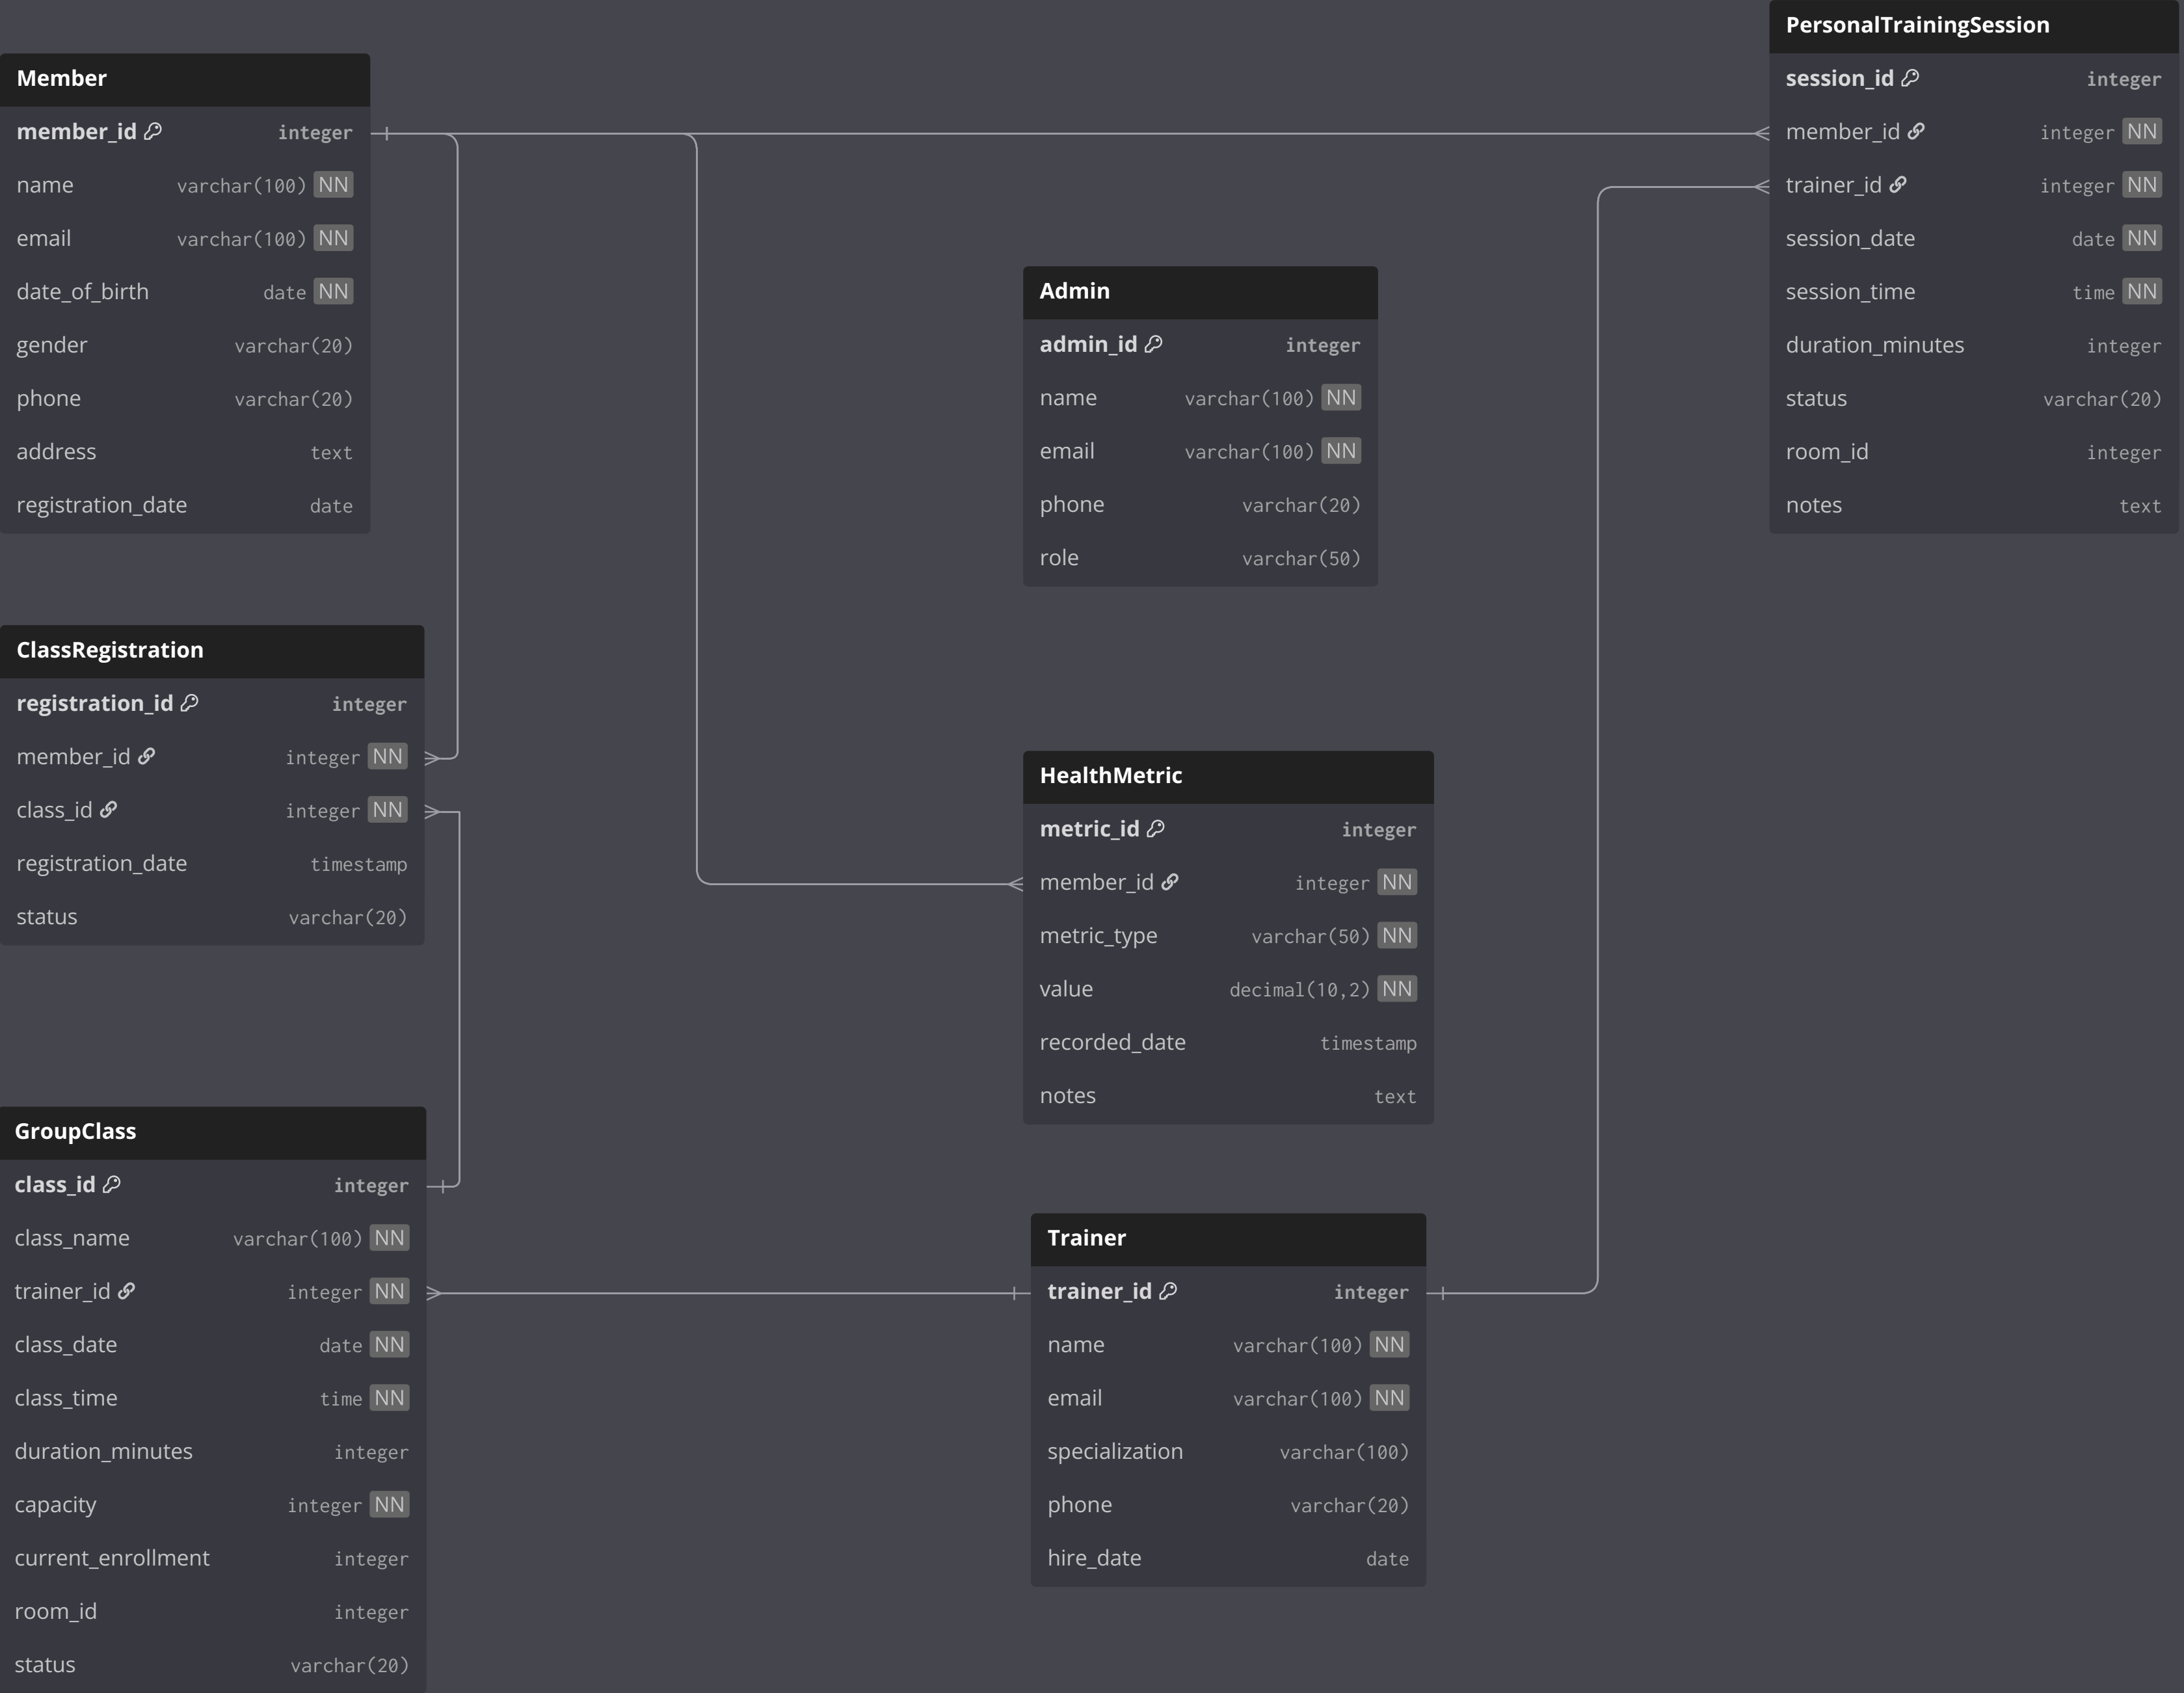 Member
member_id integer
name varchar(100) NN
email varchar(100) NN
date_of_birth date NN
gender varchar(20)
phone varchar(20)
address text
registration_date date
ClassRegistration
registration_id integer
member_id integer NN
class_id integer NN
registration_date timestamp
status varchar(20)
GroupClass
class_id integer
class_name varchar(100) NN
trainer_id integer NN
class_date date NN
class_time time NN
duration_minutes integer
capacity integer NN
current_enrollment integer
room_id integer
status varchar(20)
Admin
admin_id integer
name varchar(100) NN
email varchar(100) NN
phone varchar(20)
role varchar(50)
HealthMetric
metric_id integer
member_id integer NN
metric_type varchar(50) NN
value decimal(10,2) NN
recorded_date timestamp
notes text
Trainer
trainer_id integer
name varchar(100) NN
email varchar(100) NN
specialization varchar(100)
phone varchar(20)
hire_date date
PersonalTrainingSession
session_id integer
member_id integer NN
trainer_id integer NN
session_date date NN
session_time time NN
duration_minutes integer
status varchar(20)
room_id integer
notes text